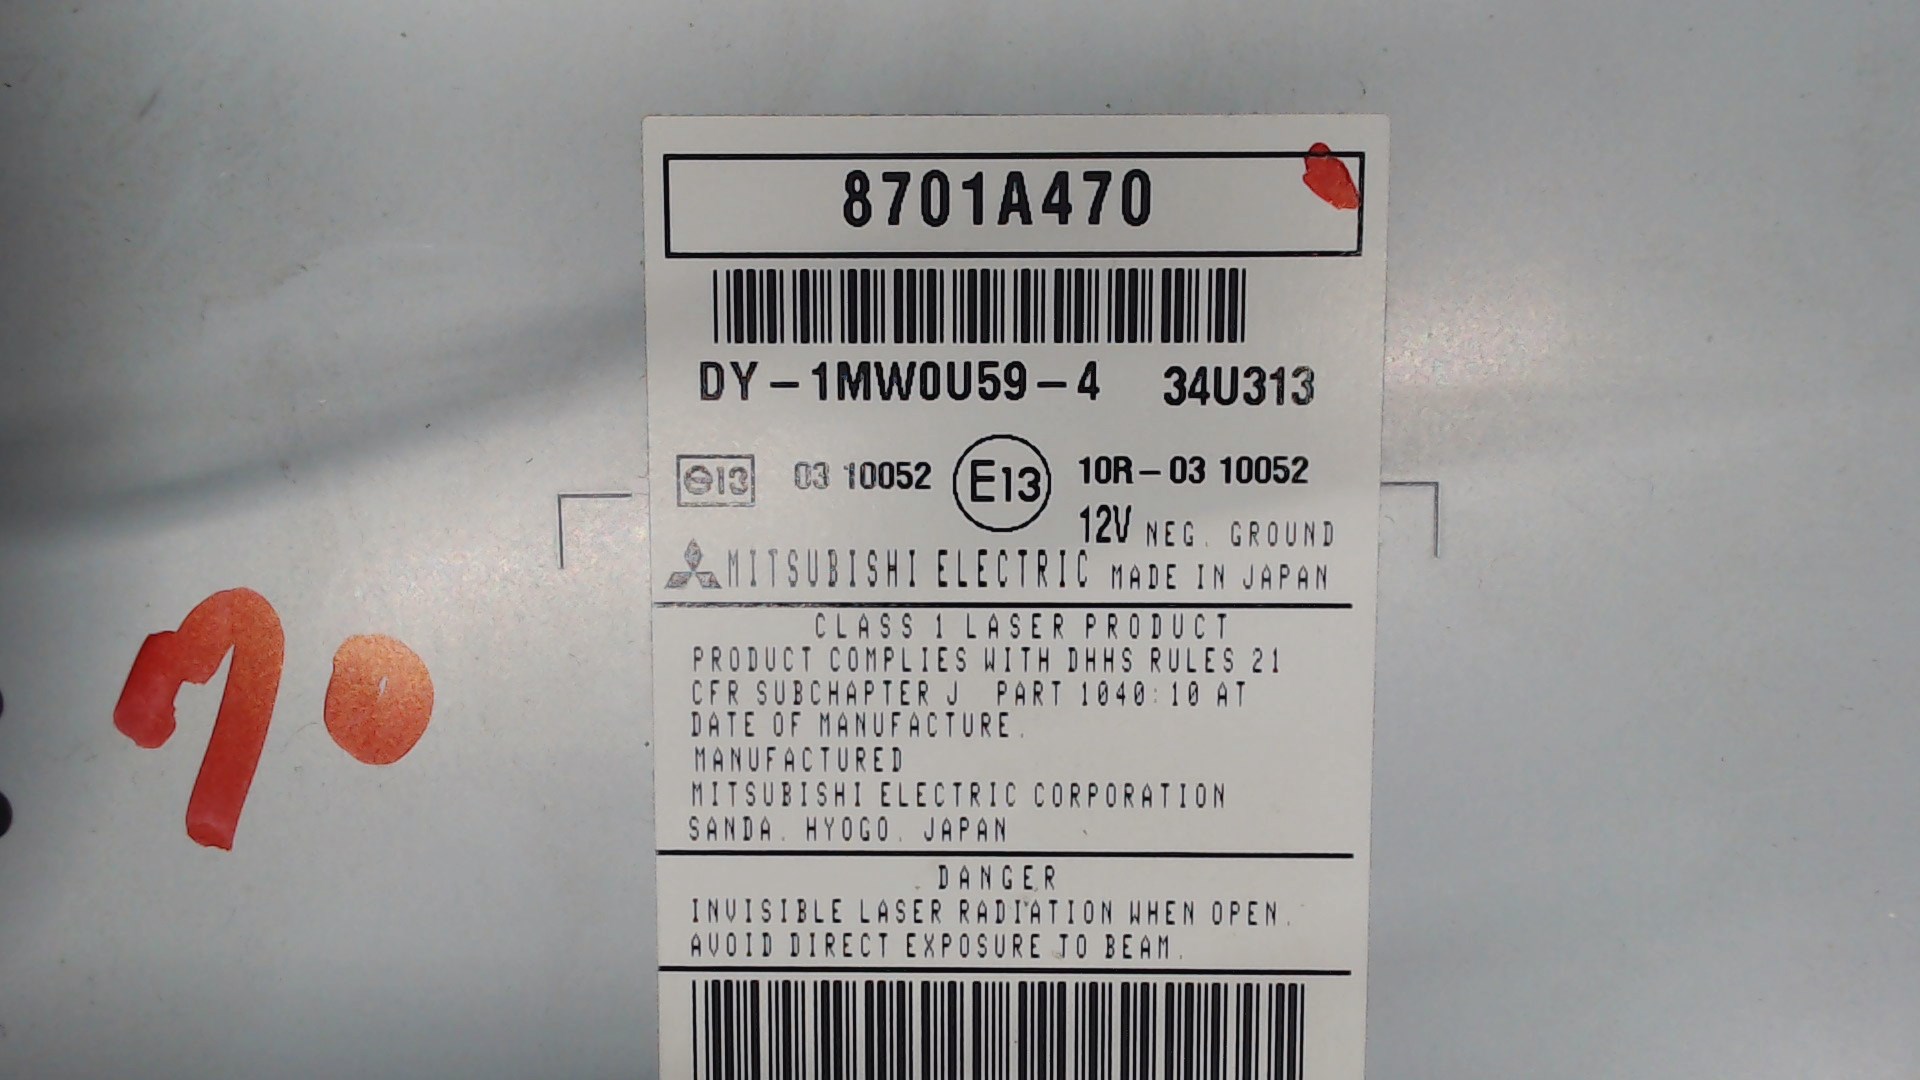 8701A470
DY-1MW0U59-4 34U313
e13 03 10052 E13 10R-03 10052
12V NEG. GROUND
MITSUBISHI ELECTRIC MADE IN JAPAN
CLASS 1 LASER PRODUCT
PRODUCT COMPLIES WITH DHHS RULES 21
CFR SUBCHAPTER J PART 1040:10 AT
DATE OF MANUFACTURE.
MANUFACTURED
MITSUBISHI ELECTRIC CORPORATION
SANDA. HYOGO. JAPAN
DANGER
INVISIBLE LASER RADIATION WHEN OPEN.
AVOID DIRECT EXPOSURE TO BEAM.
70